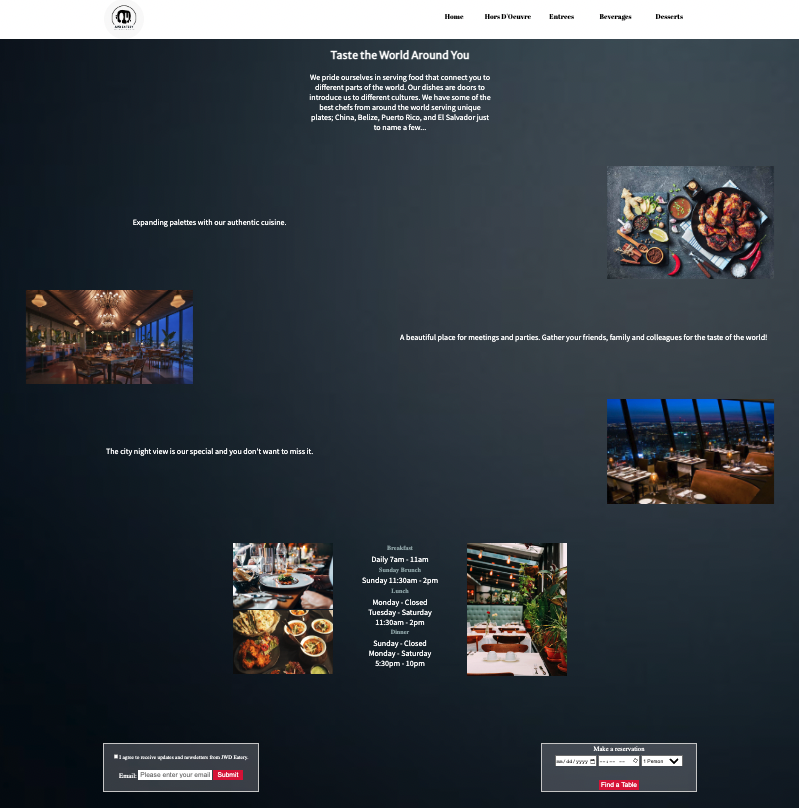 JWD EATERY
Home Hors D'Oeuvre Entrees Beverages Desserts
Taste the World Around You
We pride ourselves in serving food that connect you to
different parts of the world. Our dishes are doors to
introduce us to different cultures. We have some of the
best chefs from around the world serving unique
plates; China, Belize, Puerto Rico, and El Salvador just
to name a few...
Expanding palettes with our authentic cuisine.
A beautiful place for meetings and parties. Gather your friends, family and colleagues for the taste of the world!
The city night view is our special and you don't want to miss it.
Breakfast
Daily 7am - 11am
Sunday Brunch
Sunday 11:30am - 2pm
Lunch
Monday - Closed
Tuesday - Saturday
11:30am - 2pm
Dinner
Sunday - Closed
Monday - Saturday
5:30pm - 10pm
I agree to receive updates and newsletters from JWD Eatery.
Email: Please enter your email Submit
Make a reservation
mm/dd/yyyy --:-- -- 1 Person
Find a Table